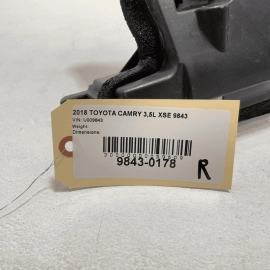 2018 TOYOTA CAMRY 3,5L XSE 9843
VIN: U009843
Weight:
Dimensions:
9843-0178
R